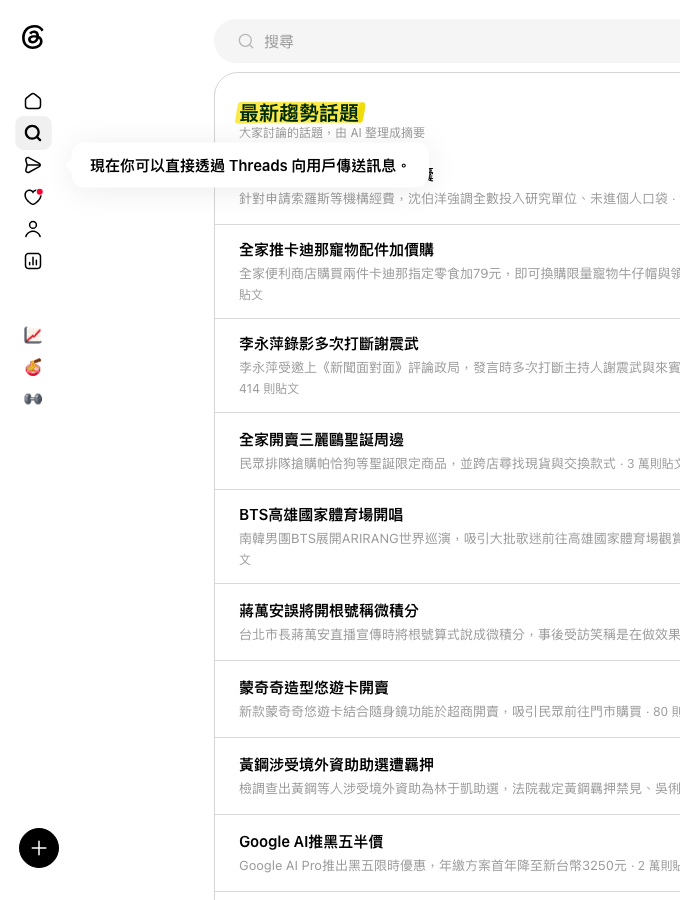 搜尋
最新趨勢話題
大家討論的話題，由 AI 整理成摘要
現在你可以直接透過 Threads 向用戶傳送訊息。
針對申請索羅斯等機構經費，沈伯洋強調全數投入研究單位、未進個人口袋 ·
全家推卡迪那寵物配件加價購
全家便利商店購買兩件卡迪那指定零食加79元，即可換購限量寵物牛仔帽與領
貼文
李永萍錄影多次打斷謝震武
李永萍受邀上《新聞面對面》評論政局，發言時多次打斷主持人謝震武與來賓
414 則貼文
全家開賣三麗鷗聖誕周邊
民眾排隊搶購帕恰狗等聖誕限定商品，並跨店尋找現貨與交換款式 · 3 萬則貼文
BTS高雄國家體育場開唱
南韓男團BTS展開ARIRANG世界巡演，吸引大批歌迷前往高雄國家體育場觀賞
文
蔣萬安誤將開根號稱微積分
台北市長蔣萬安直播宣傳時將根號算式說成微積分，事後受訪笑稱是在做效果
蒙奇奇造型悠遊卡開賣
新款蒙奇奇悠遊卡結合隨身鏡功能於超商開賣，吸引民眾前往門市購買 · 80 則
黃鋼涉受境外資助助選遭羈押
檢調查出黃鋼等人涉受境外資助為林于凱助選，法院裁定黃鋼羈押禁見、吳俐
Google AI推黑五半價
Google AI Pro推出黑五限時優惠，年繳方案首年降至新台幣3250元 · 2 萬則貼